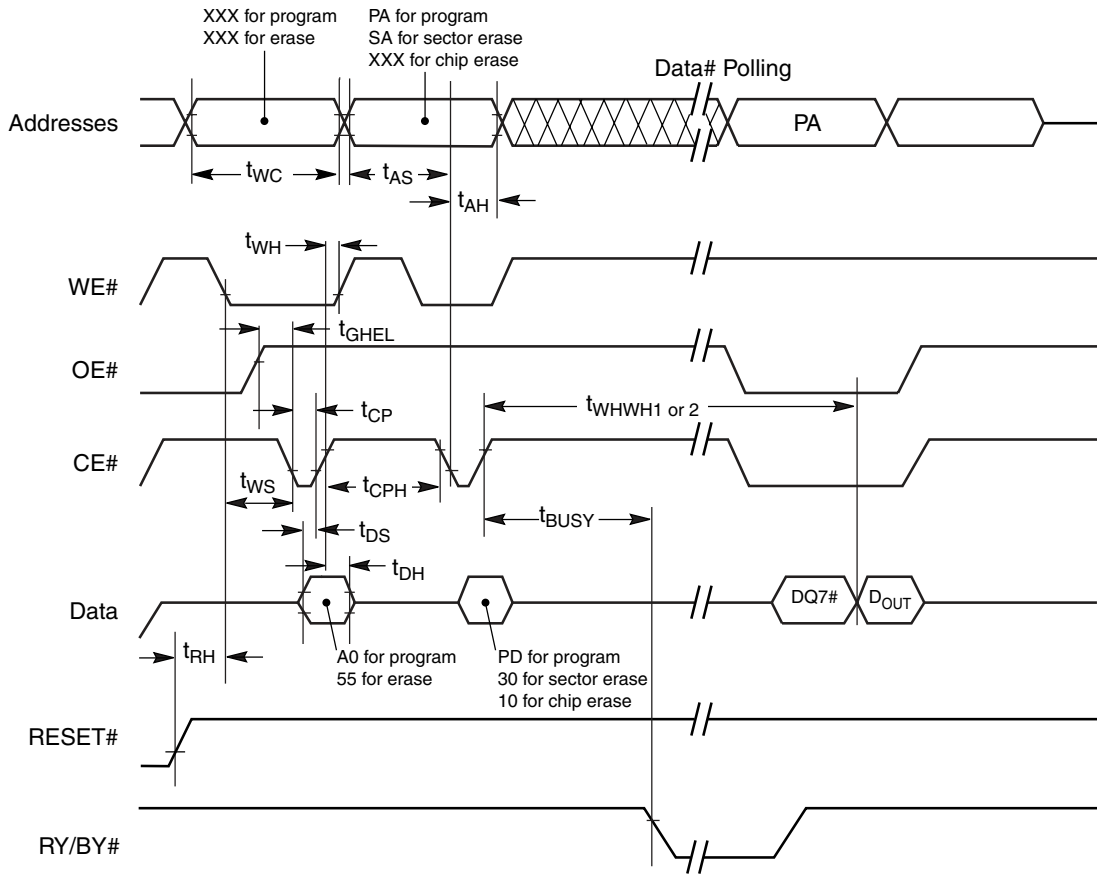 XXX for program
XXX for erase
PA for program
SA for sector erase
XXX for chip erase
Data# Polling
Addresses
PA
tWC
tAS
tAH
tWH
WE#
tGHEL
OE#
tCP
tWHWH1 or 2
CE#
tWS
tCPH
tBUSY
tDS
tDH
Data
DQ7#
DOUT
tRH
A0 for program
55 for erase
PD for program
30 for sector erase
10 for chip erase
RESET#
RY/BY#